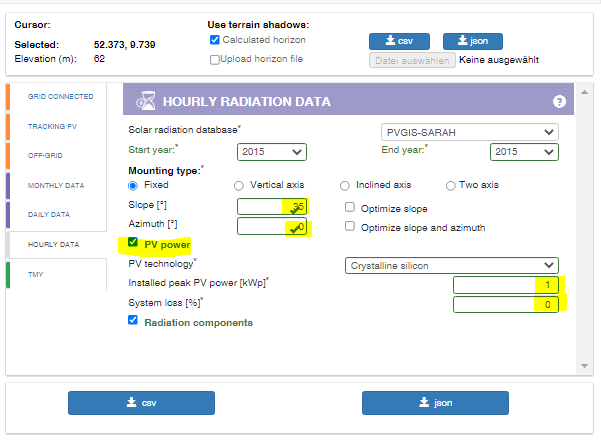 Cursor:
Use terrain shadows:
Selected: 52.373, 9.739
Calculated horizon
csv
json
Elevation (m): 62
Upload horizon file
Datei auswählen Keine ausgewählt
GRID CONNECTED
TRACKING PV
OFF-GRID
MONTHLY DATA
DAILY DATA
HOURLY DATA
TMY
HOURLY RADIATION DATA ?
Solar radiation database* PVGIS-SARAH
Start year:* 2015 End year:* 2015
Mounting type:*
Fixed Vertical axis Inclined axis Two axis
Slope [°] 35 Optimize slope
Azimuth [°] 0 Optimize slope and azimuth
PV power
PV technology* Crystalline silicon
Installed peak PV power [kWp]* 1
System loss [%]* 0
Radiation components
csv
json